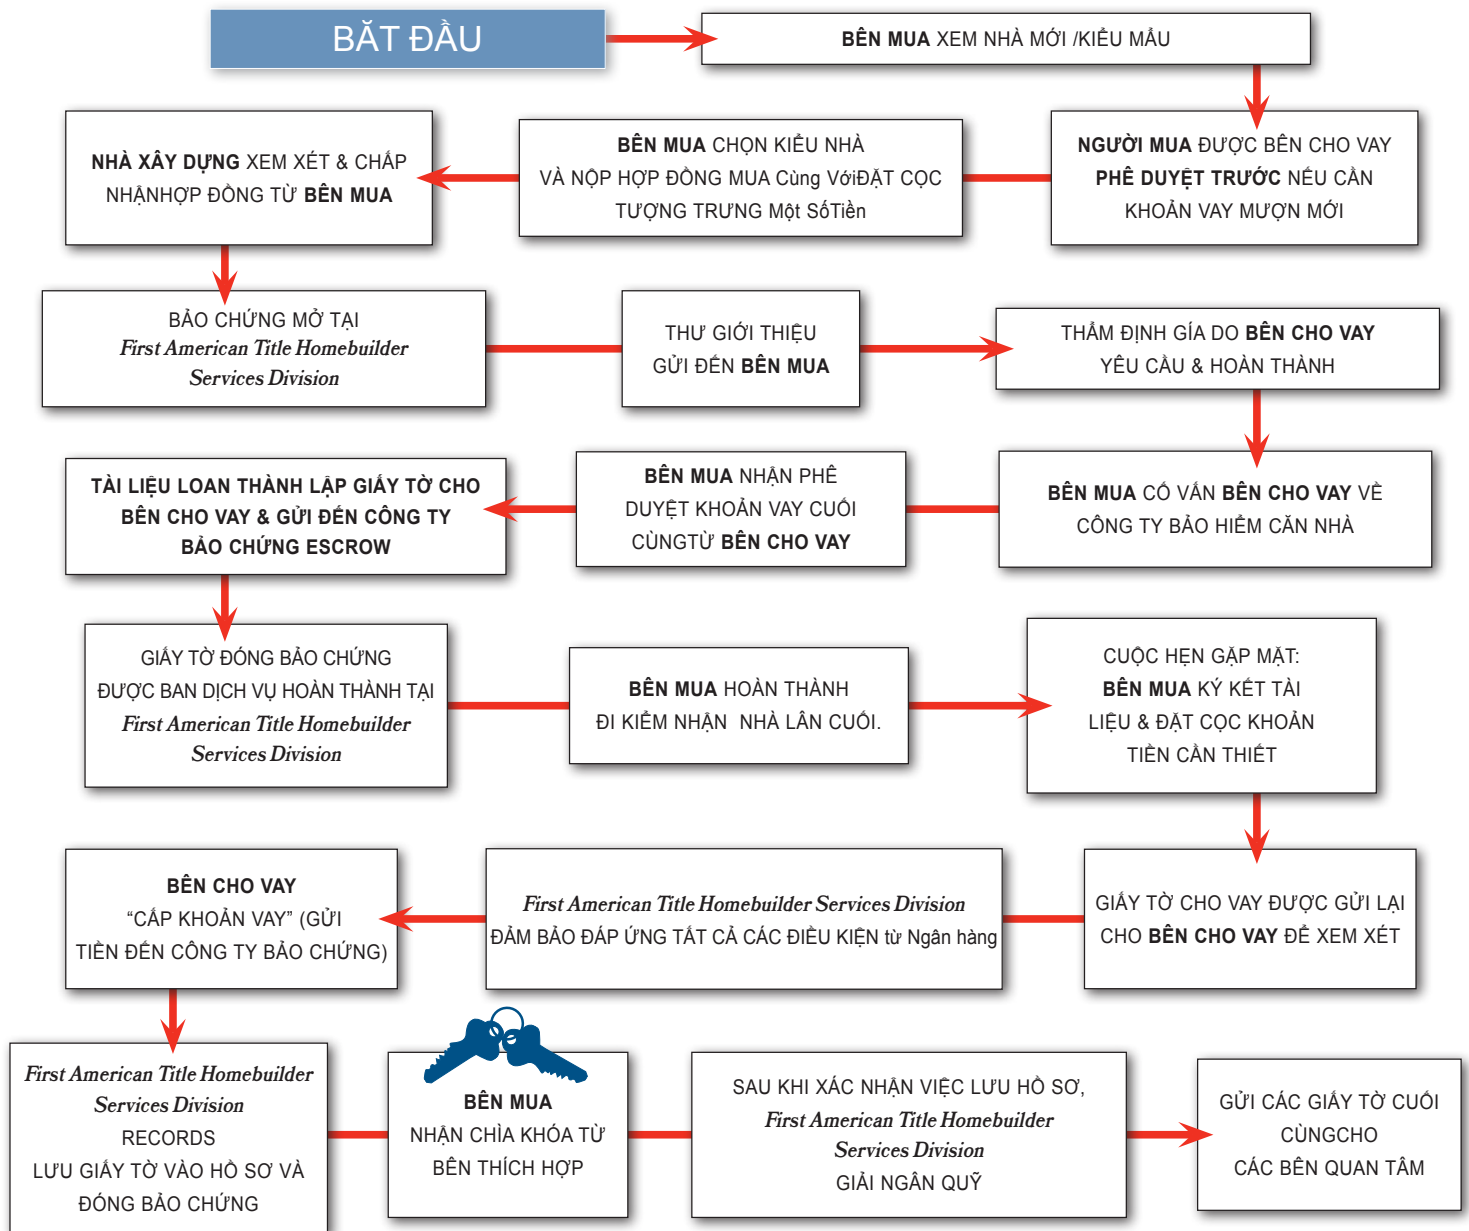 BẮT ĐẦU
BÊN MUA XEM NHÀ MỚI /KIỂU MẪU
NGƯỜI MUA ĐƯỢC BÊN CHO VAY
PHÊ DUYỆT TRƯỚC NẾU CẦN
KHOẢN VAY MƯỢN MỚI
BÊN MUA CHỌN KIỂU NHÀ
VÀ NỘP HỢP ĐỒNG MUA Cùng VớiĐẶT CỌC
TƯỢNG TRƯNG Một SốTiền
NHÀ XÂY DỰNG XEM XÉT & CHẤP
NHẬNHỢP ĐỒNG TỪ BÊN MUA
BẢO CHỨNG MỞ TẠI
First American Title Homebuilder
Services Division
THƯ GIỚI THIỆU
GỬI ĐẾN BÊN MUA
THẨM ĐỊNH GÍA DO BÊN CHO VAY
YÊU CẦU & HOÀN THÀNH
BÊN MUA CỐ VẤN BÊN CHO VAY VỀ
CÔNG TY BẢO HIỂM CĂN NHÀ
BÊN MUA NHẬN PHÊ
DUYỆT KHOẢN VAY CUỐI
CÙNGTỪ BÊN CHO VAY
TÀI LIỆU LOAN THÀNH LẬP GIẤY TỜ CHO
BÊN CHO VAY & GỬI ĐẾN CÔNG TY
BẢO CHỨNG ESCROW
GIẤY TỜ ĐÓNG BẢO CHỨNG
ĐƯỢC BAN DỊCH VỤ HOÀN THÀNH TẠI
First American Title Homebuilder
Services Division
BÊN MUA HOÀN THÀNH
ĐI KIỂM NHẬN NHÀ LÂN CUỐI.
CUỘC HẸN GẶP MẶT:
BÊN MUA KÝ KẾT TÀI
LIỆU & ĐẶT CỌC KHOẢN
TIỀN CẦN THIẾT
GIẤY TỜ CHO VAY ĐƯỢC GỬI LẠI
CHO BÊN CHO VAY ĐỂ XEM XÉT
First American Title Homebuilder Services Division
ĐẢM BẢO ĐÁP ỨNG TẤT CẢ CÁC ĐIỀU KIỆN từ Ngân hàng
BÊN CHO VAY
“CẤP KHOẢN VAY” (GỬI
TIỀN ĐẾN CÔNG TY BẢO CHỨNG)
First American Title Homebuilder
Services Division
RECORDS
LƯU GIẤY TỜ VÀO HỒ SƠ VÀ
ĐÓNG BẢO CHỨNG
BÊN MUA
NHẬN CHÌA KHÓA TỪ
BÊN THÍCH HỢP
SAU KHI XÁC NHẬN VIỆC LƯU HỒ SƠ,
First American Title Homebuilder
Services Division
GIẢI NGÂN QUỸ
GỬI CÁC GIẤY TỜ CUỐI
CÙNGCHO
CÁC BÊN QUAN TÂM